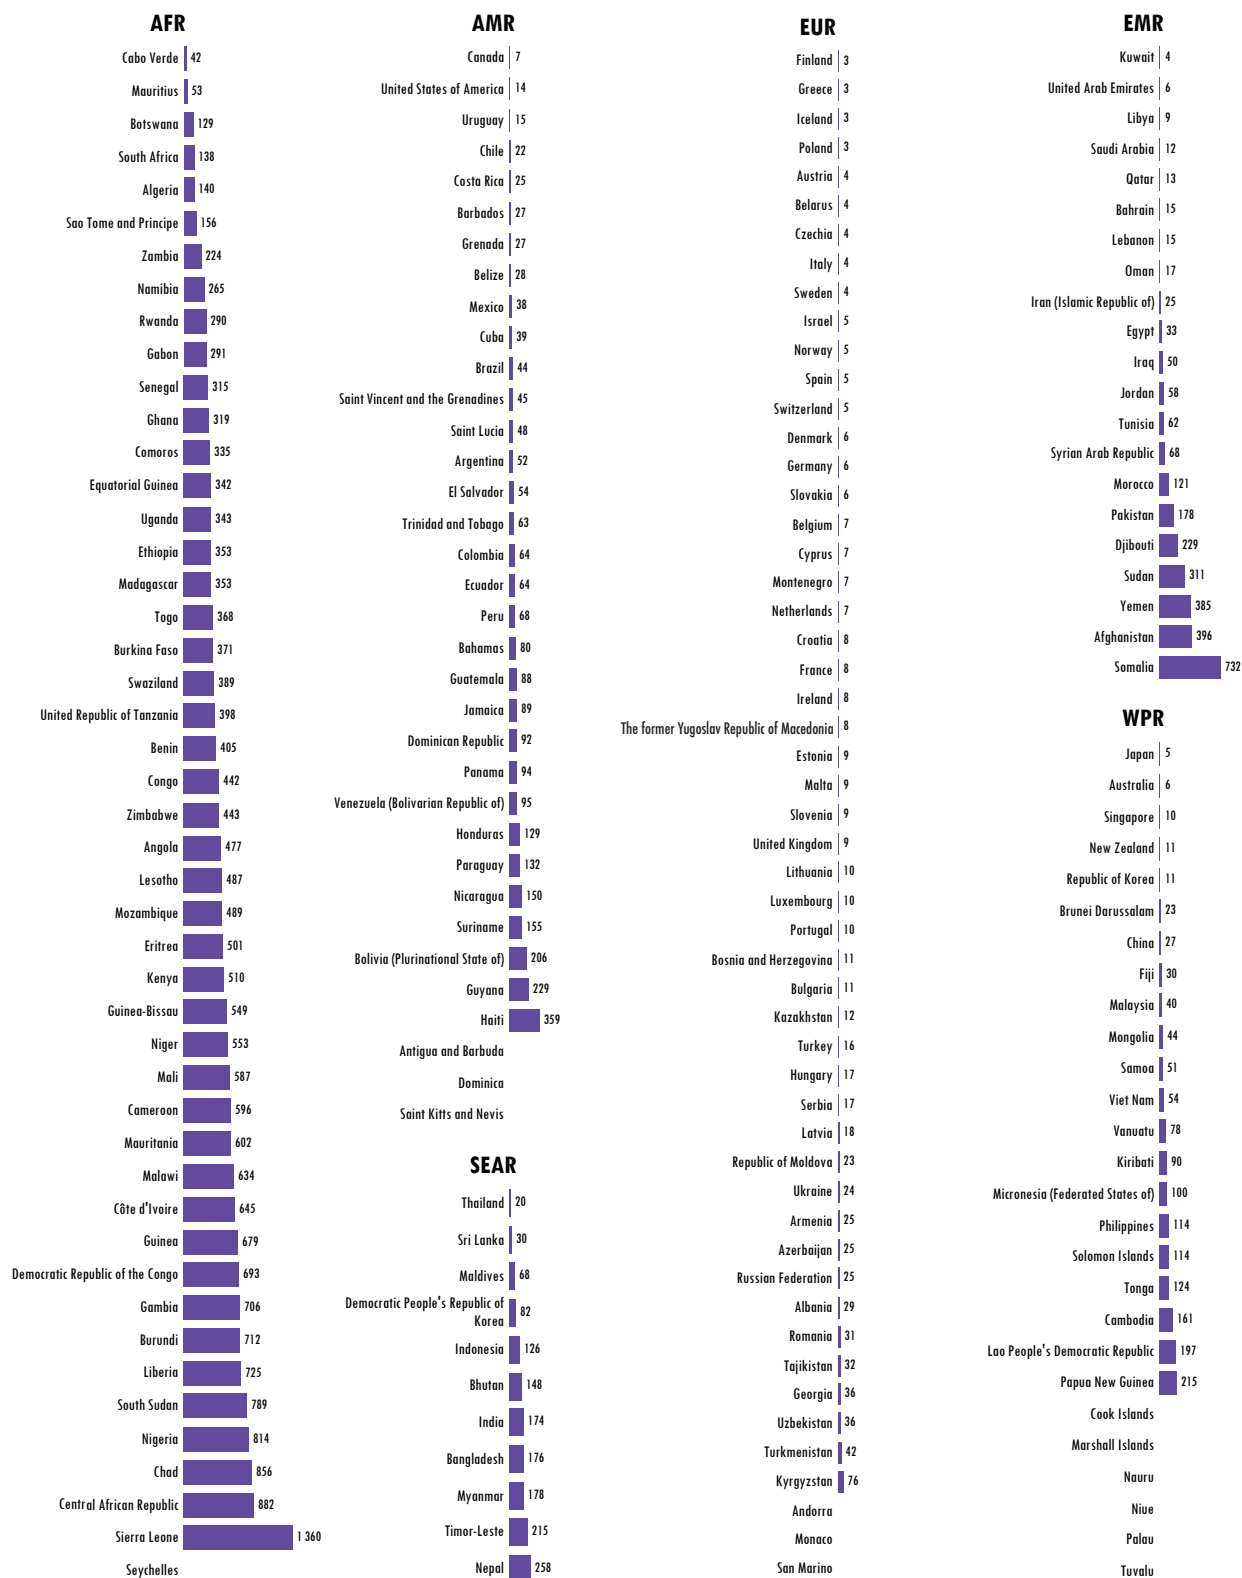 AFR
Cabo Verde 42
Mauritius 53
Botswana 129
South Africa 138
Algeria 140
Sao Tome and Principe 156
Zambia 224
Namibia 265
Rwanda 290
Gabon 291
Senegal 315
Ghana 319
Comoros 335
Equatorial Guinea 342
Uganda 343
Ethiopia 353
Madagascar 353
Togo 368
Burkina Faso 371
Swaziland 389
United Republic of Tanzania 398
Benin 405
Congo 442
Zimbabwe 443
Angola 477
Lesotho 487
Mozambique 489
Eritrea 501
Kenya 510
Guinea-Bissau 549
Niger 553
Mali 587
Cameroon 596
Mauritania 602
Malawi 634
Côte d'Ivoire 645
Guinea 679
Democratic Republic of the Congo 693
Gambia 706
Burundi 712
Liberia 725
South Sudan 789
Nigeria 814
Chad 856
Central African Republic 882
Sierra Leone 1 360
Seychelles
AMR
Canada 7
United States of America 14
Uruguay 15
Chile 22
Costa Rica 25
Barbados 27
Grenada 27
Belize 28
Mexico 38
Cuba 39
Brazil 44
Saint Vincent and the Grenadines 45
Saint Lucia 48
Argentina 52
El Salvador 54
Trinidad and Tobago 63
Colombia 64
Ecuador 64
Peru 68
Bahamas 80
Guatemala 88
Jamaica 89
Dominican Republic 92
Panama 94
Venezuela (Bolivarian Republic of) 95
Honduras 129
Paraguay 132
Nicaragua 150
Suriname 155
Bolivia (Plurinational State of) 206
Guyana 229
Haiti 359
Antigua and Barbuda
Dominica
Saint Kitts and Nevis
SEAR
Thailand 20
Sri Lanka 30
Maldives 68
Democratic People's Republic of
Korea 82
Indonesia 126
Bhutan 148
India 174
Bangladesh 176
Myanmar 178
Timor-Leste 215
Nepal 258
EUR
Finland 3
Greece 3
Iceland 3
Poland 3
Austria 4
Belarus 4
Czechia 4
Italy 4
Sweden 4
Israel 5
Norway 5
Spain 5
Switzerland 5
Denmark 6
Germany 6
Slovakia 6
Belgium 7
Cyprus 7
Montenegro 7
Netherlands 7
Croatia 8
France 8
Ireland 8
The former Yugoslav Republic of Macedonia 8
Estonia 9
Malta 9
Slovenia 9
United Kingdom 9
Lithuania 10
Luxembourg 10
Portugal 10
Bosnia and Herzegovina 11
Bulgaria 11
Kazakhstan 12
Turkey 16
Hungary 17
Serbia 17
Latvia 18
Republic of Moldova 23
Ukraine 24
Armenia 25
Azerbaijan 25
Russian Federation 25
Albania 29
Romania 31
Tajikistan 32
Georgia 36
Uzbekistan 36
Turkmenistan 42
Kyrgyzstan 76
Andorra
Monaco
San Marino
EMR
Kuwait 4
United Arab Emirates 6
Libya 9
Saudi Arabia 12
Qatar 13
Bahrain 15
Lebanon 15
Oman 17
Iran (Islamic Republic of) 25
Egypt 33
Iraq 50
Jordan 58
Tunisia 62
Syrian Arab Republic 68
Morocco 121
Pakistan 178
Djibouti 229
Sudan 311
Yemen 385
Afghanistan 396
Somalia 732
WPR
Japan 5
Australia 6
Singapore 10
New Zealand 11
Republic of Korea 11
Brunei Darussalam 23
China 27
Fiji 30
Malaysia 40
Mongolia 44
Samoa 51
Viet Nam 54
Vanuatu 78
Kiribati 90
Micronesia (Federated States of) 100
Philippines 114
Solomon Islands 114
Tonga 124
Cambodia 161
Lao People's Democratic Republic 197
Papua New Guinea 215
Cook Islands
Marshall Islands
Nauru
Niue
Palau
Tuvalu